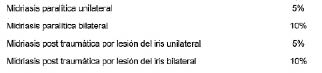 Midriasis paralítica unilateral 5%
Midriasis paralítica bilateral 10%
Midriasis post traumática por lesión del iris unilateral 5%
Midriasis post traumática por lesión del iris bilateral 10%